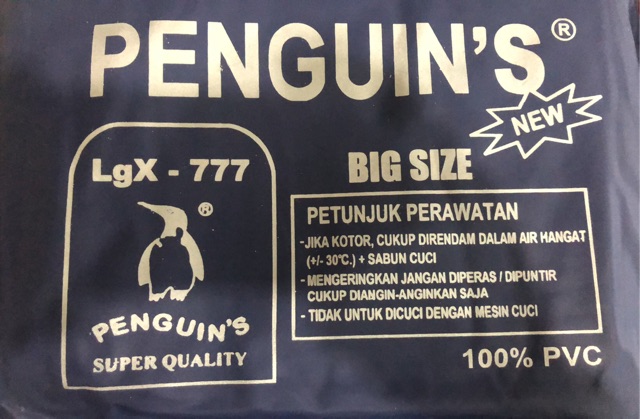 PENGUIN'S®
NEW
LgX - 777
®
PENGUIN'S
SUPER QUALITY
BIG SIZE
PETUNJUK PERAWATAN
-JIKA KOTOR, CUKUP DIRENDAM DALAM AIR HANGAT
(+/- 30°C.) + SABUN CUCI
- MENGERINGKAN JANGAN DIPERAS / DIPUNTIR
CUKUP DIANGIN-ANGINKAN SAJA
- TIDAK UNTUK DICUCI DENGAN MESIN CUCI
100% PVC